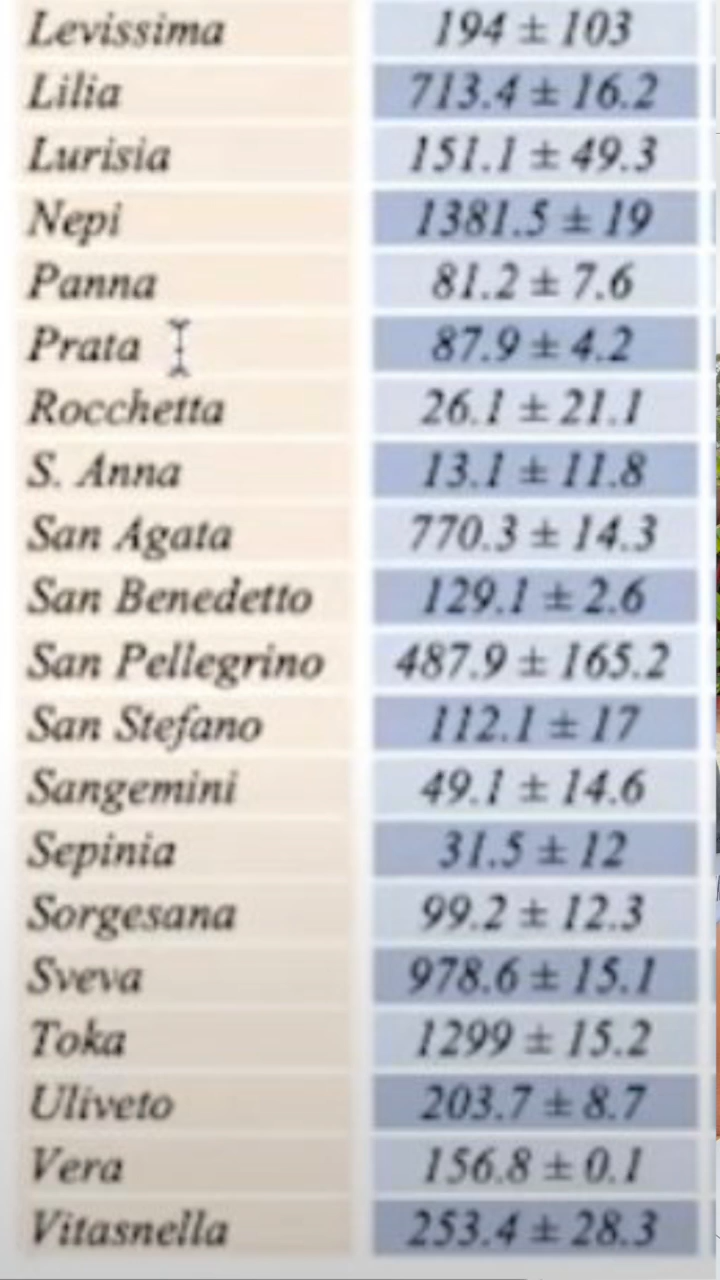 Levissima 194 ± 103
Lilia 713.4 ± 16.2
Lurisia 151.1 ± 49.3
Nepi 1381.5 ± 19
Panna 81.2 ± 7.6
Prata 87.9 ± 4.2
Rocchetta 26.1 ± 21.1
S. Anna 13.1 ± 11.8
San Agata 770.3 ± 14.3
San Benedetto 129.1 ± 2.6
San Pellegrino 487.9 ± 165.2
San Stefano 112.1 ± 17
Sangemini 49.1 ± 14.6
Sepinia 31.5 ± 12
Sorgesana 99.2 ± 12.3
Sveva 978.6 ± 15.1
Toka 1299 ± 15.2
Uliveto 203.7 ± 8.7
Vera 156.8 ± 0.1
Vitasnella 253.4 ± 28.3